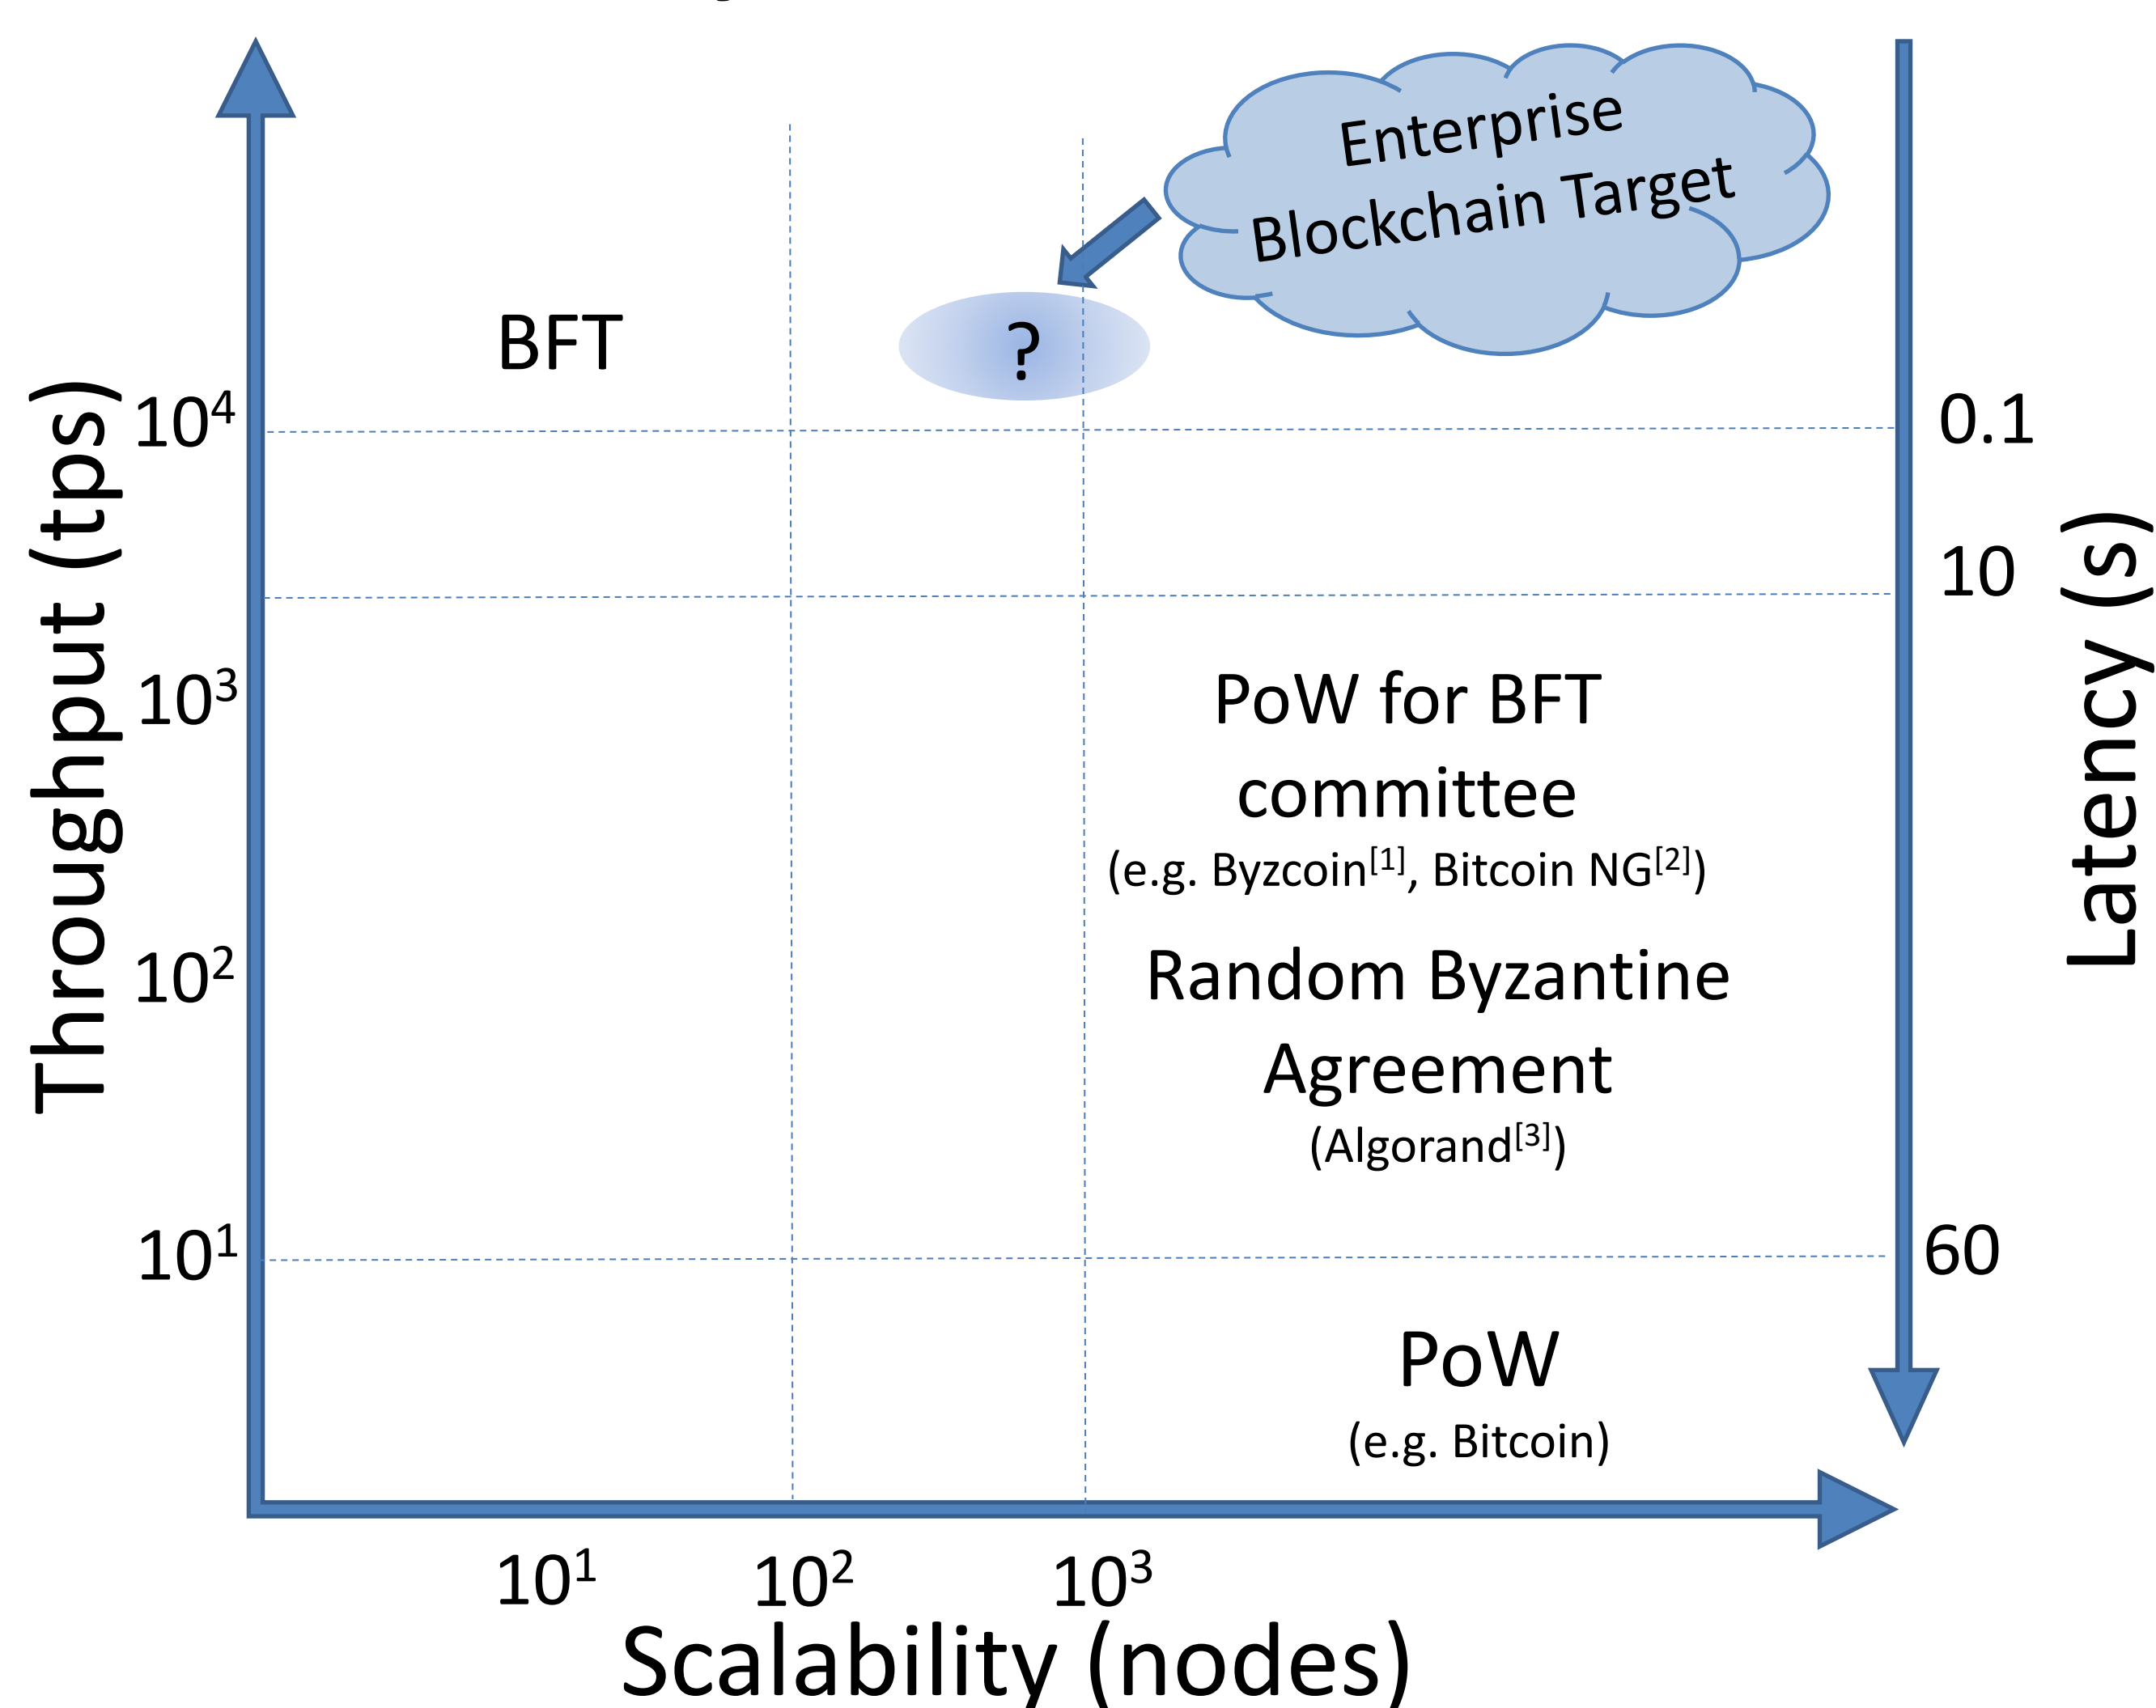 Enterprise
Blockchain Target
BFT
?
Throughput (tps)
10⁴
10³
10²
10¹
0.1
10
60
Latency (s)
PoW for BFT
committee
(e.g. Byzcoin[1], Bitcoin NG[2])
Random Byzantine
Agreement
(Algorand[3])
PoW
(e.g. Bitcoin)
10¹ 10² 10³
Scalability (nodes)